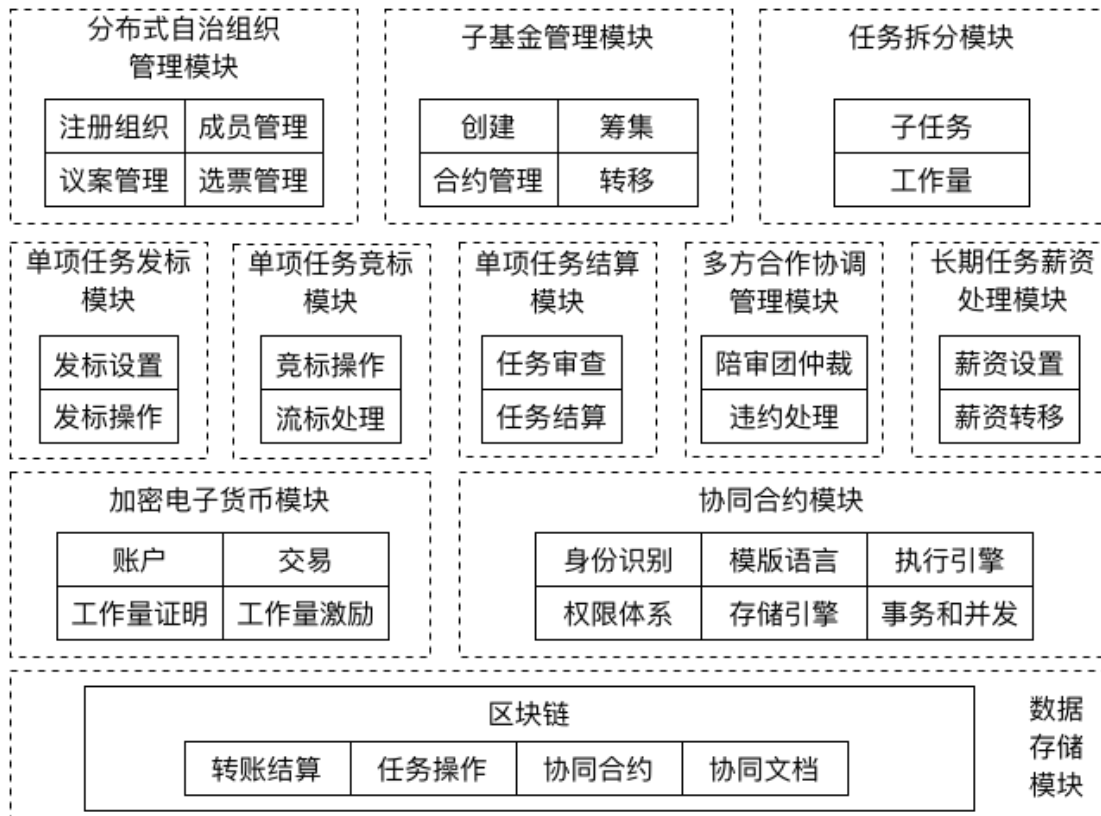 分布式自治组织
管理模块
注册组织 成员管理
议案管理 选票管理
子基金管理模块
创建 筹集
合约管理 转移
任务拆分模块
子任务
工作量
单项任务发标
模块
发标设置
发标操作
单项任务竞标
模块
竞标操作
流标处理
单项任务结算
模块
任务审查
任务结算
多方合作协调
管理模块
陪审团仲裁
违约处理
长期任务薪资
处理模块
薪资设置
薪资转移
加密电子货币模块
账户 交易
工作量证明 工作量激励
协同合约模块
身份识别 模版语言 执行引擎
权限体系 存储引擎 事务和并发
区块链
转账结算 任务操作 协同合约 协同文档
数据
存储
模块